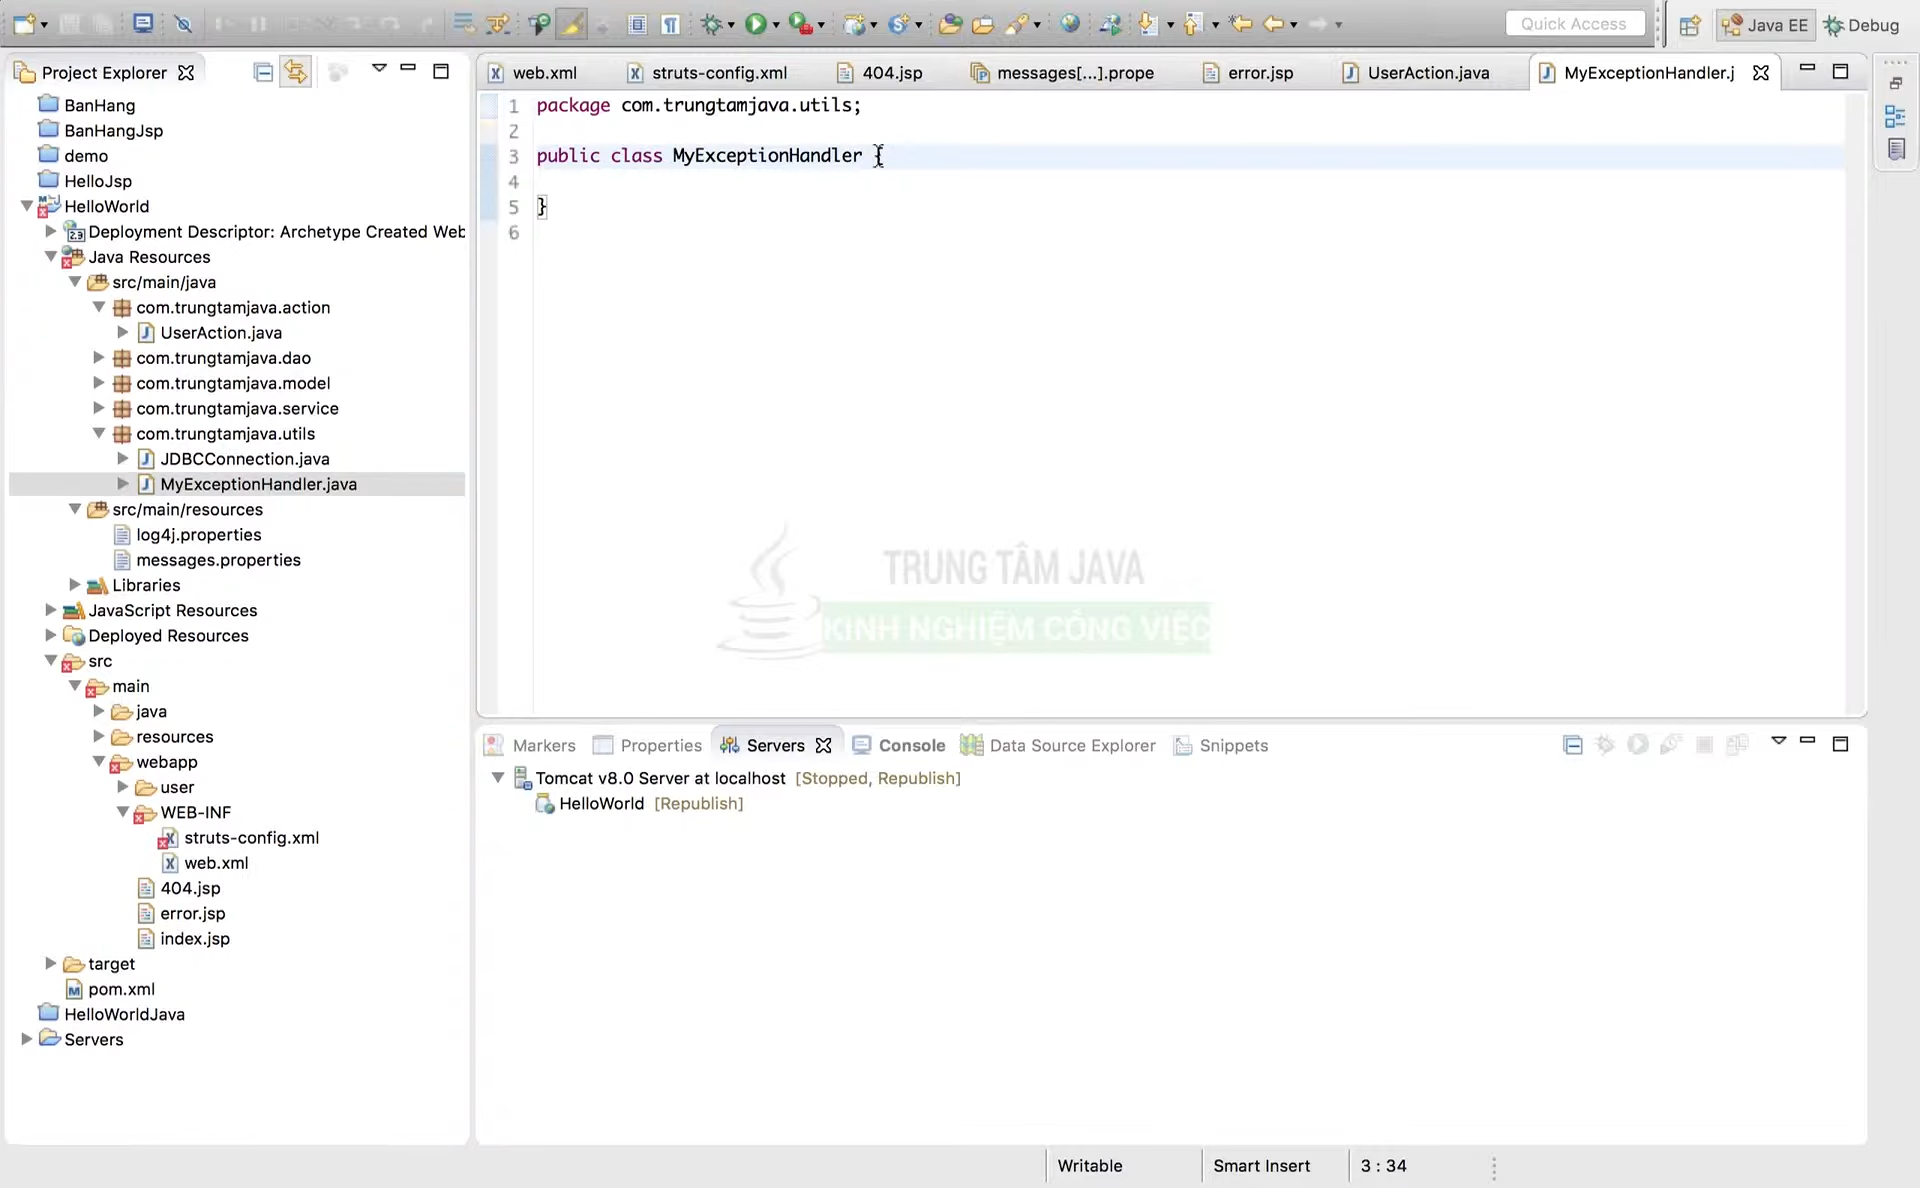 Quick Access
Java EE
Debug
Project Explorer
web.xml
struts-config.xml
404.jsp
messages[...].prope
error.jsp
UserAction.java
MyExceptionHandler.j
BanHang
BanHangJsp
demo
HelloJsp
HelloWorld
Deployment Descriptor: Archetype Created Web
Java Resources
src/main/java
com.trungtamjava.action
UserAction.java
com.trungtamjava.dao
com.trungtamjava.model
com.trungtamjava.service
com.trungtamjava.utils
JDBCConnection.java
MyExceptionHandler.java
src/main/resources
log4j.properties
messages.properties
Libraries
JavaScript Resources
Deployed Resources
src
main
java
resources
webapp
user
WEB-INF
struts-config.xml
web.xml
404.jsp
error.jsp
index.jsp
target
pom.xml
HelloWorldJava
Servers
1 package com.trungtamjava.utils;
2
3 public class MyExceptionHandler {
4
5 }
6
TRUNG TÂM JAVA
KINH NGHIỆM CÔNG VIỆC
Markers
Properties
Servers
Console
Data Source Explorer
Snippets
Tomcat v8.0 Server at localhost [Stopped, Republish]
HelloWorld [Republish]
Writable
Smart Insert
3 : 34